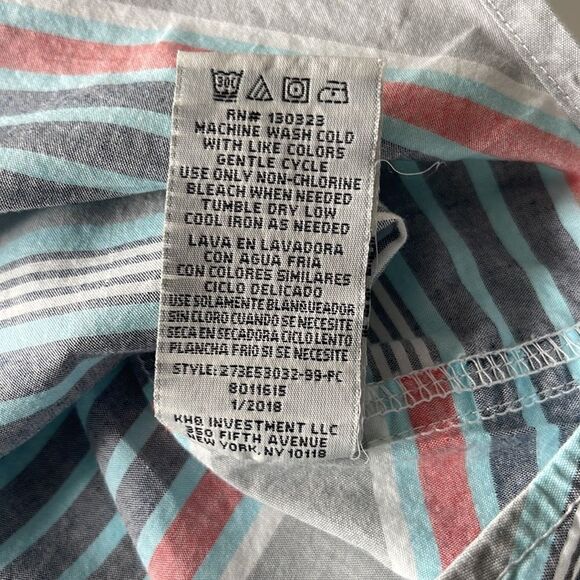 30C
RN# 130323
MACHINE WASH COLD
WITH LIKE COLORS
GENTLE CYCLE
USE ONLY NON-CHLORINE
BLEACH WHEN NEEDED
TUMBLE DRY LOW
COOL IRON AS NEEDED
LAVA EN LAVADORA
CON AGUA FRIA
CON COLORES SIMILARES
CICLO DELICADO
USE SOLAMENTE BLANQUEADOR
SIN CLORO CUANDO SE NECESITE
SECA EN SECADORA CICLO LENTO
PLANCHA FRIO SI SE NECESITE
STYLE: 273E53032-99-PC
8011615
1/2018
KHQ INVESTMENT LLC
350 FIFTH AVENUE
NEW YORK, NY 10118